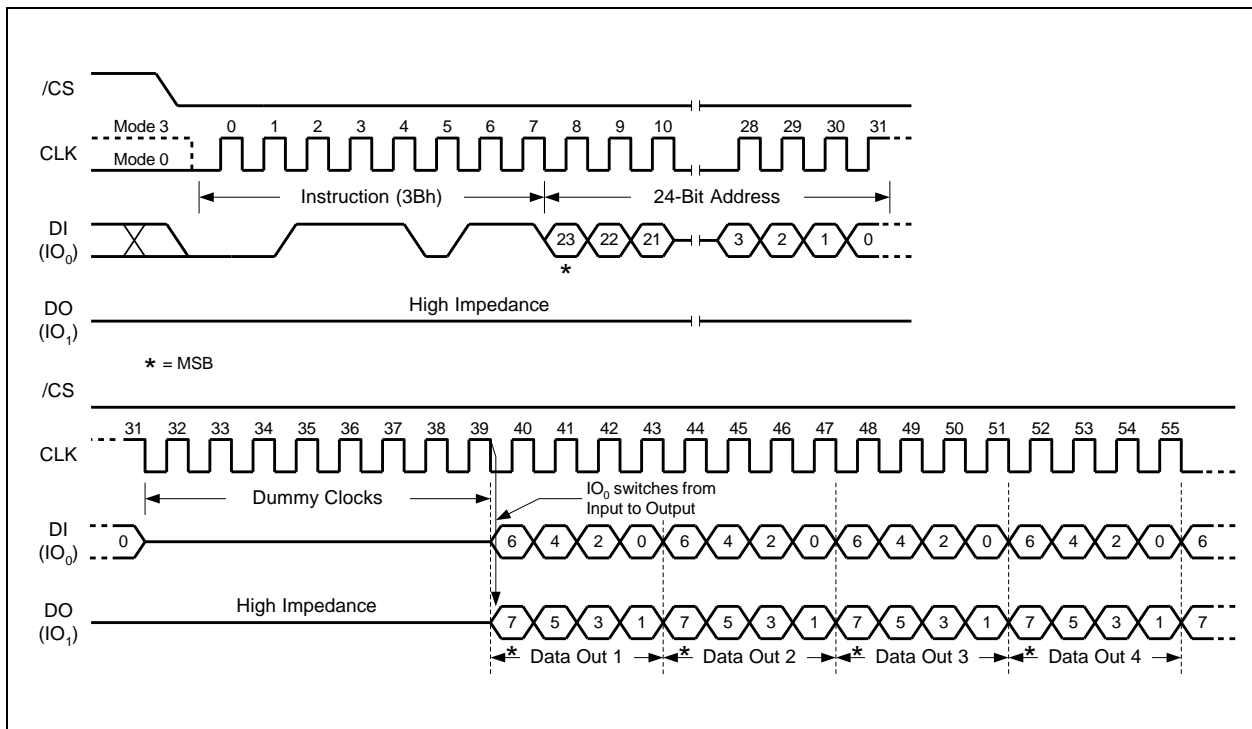 /CS
Mode 3 0 1 2 3 4 5 6 7 8 9 10 28 29 30 31
CLK
Mode 0
Instruction (3Bh) 24-Bit Address
DI
(IO0) 23 22 21 3 2 1 0
*
High Impedance
DO
(IO1)
* = MSB
/CS
31 32 33 34 35 36 37 38 39 40 41 42 43 44 45 46 47 48 49 50 51 52 53 54 55
CLK
Dummy Clocks
IO0 switches from
Input to Output
DI
(IO0) 0 6 4 2 0 6 4 2 0 6 4 2 0 6 4 2 0 6
High Impedance
DO
(IO1) 7 5 3 1 7 5 3 1 7 5 3 1 7 5 3 1 7
* Data Out 1 * Data Out 2 * Data Out 3 * Data Out 4